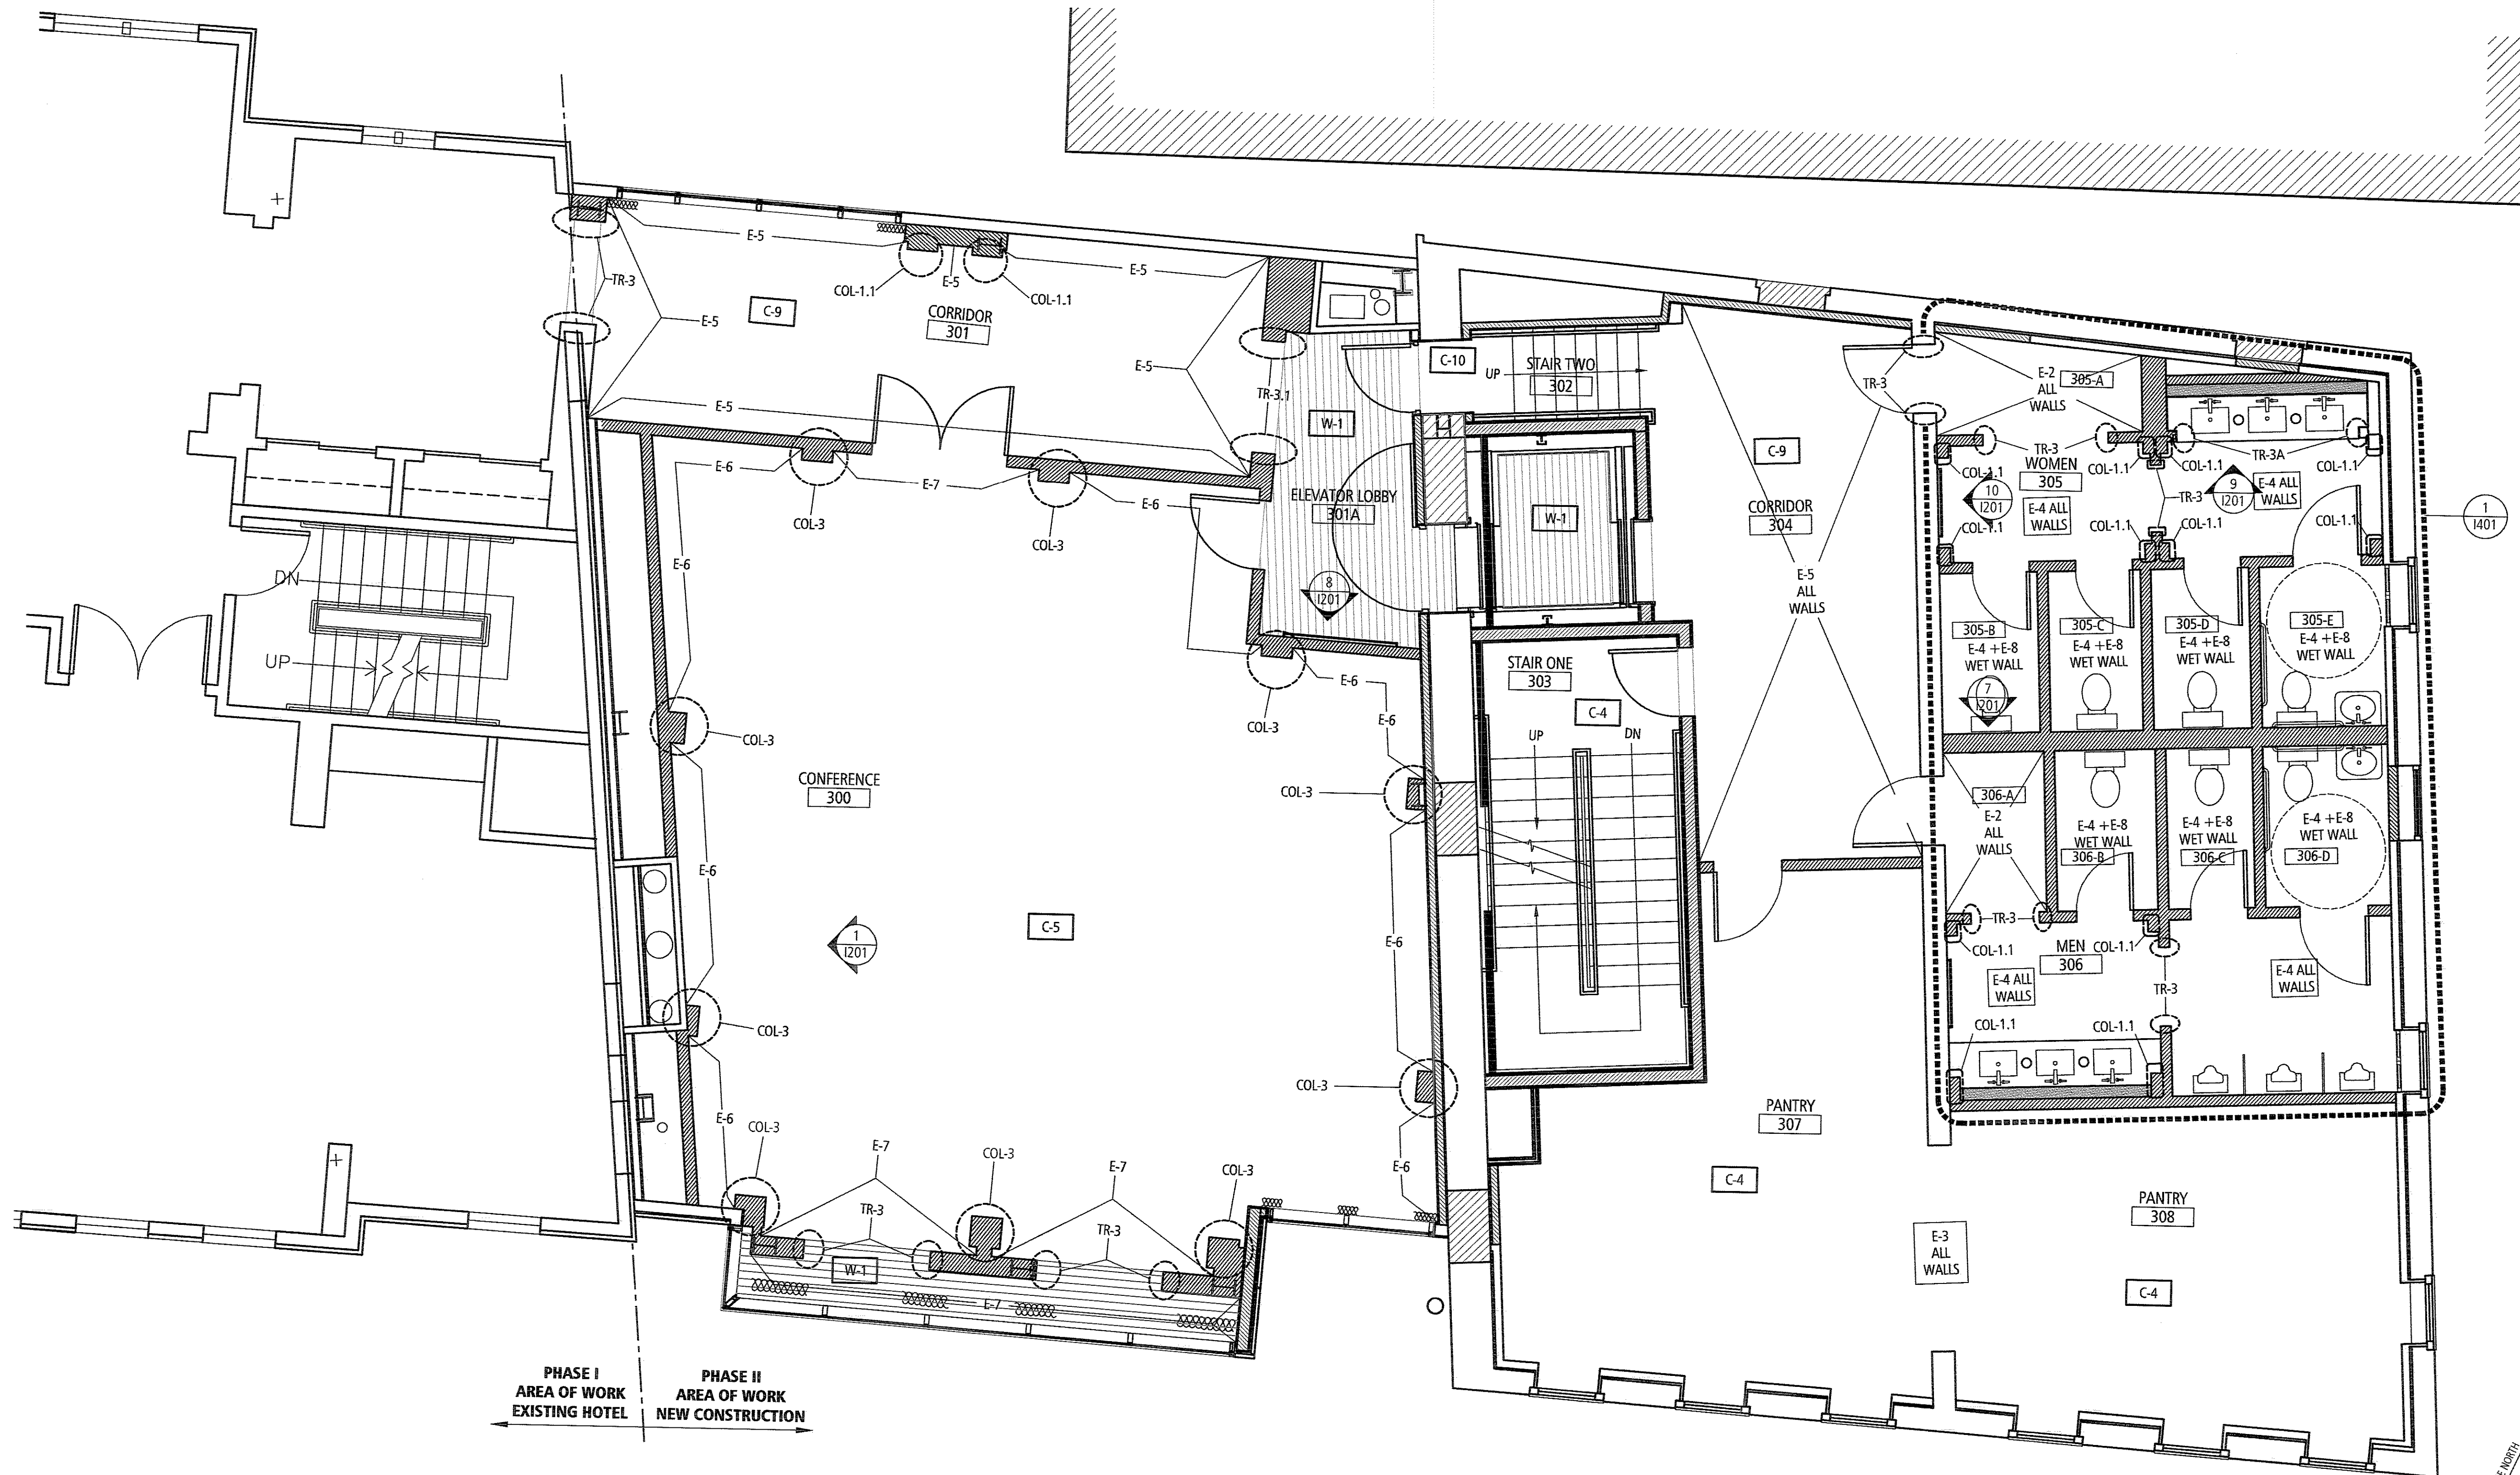 E-5
TR-3
COL-1.1
E-5
COL-1.1
E-5
C-9
CORRIDOR
301
E-5
E-5
TR-3.1
E-5
C-10
STAIR TWO
302
UP
W-1
TR-3
E-2
ALL
WALLS
305-A
C-9
E-6
E-7
E-6
COL-3
COL-3
ELEVATOR LOBBY
301A
W-1
8
I201
CORRIDOR
304
E-5
ALL
WALLS
TR-3
TR-3A
COL-1.1
WOMEN
305
COL-1.1
COL-1.1
COL-1.1
10
I201
E-4 ALL
WALLS
TR-3
9
I201
E-4 ALL
WALLS
COL-1.1
COL-1.1
COL-1.1
COL-1.1
1
I401
DN
UP
E-6
305-B
E-4 +E-8
WET WALL
305-C
E-4 +E-8
WET WALL
305-D
E-4 +E-8
WET WALL
305-E
E-4 +E-8
WET WALL
7
I201
STAIR ONE
303
C-4
UP
DN
E-6
COL-3
E-6
COL-3
CONFERENCE
300
COL-3
306-A
E-2
ALL
WALLS
E-4 +E-8
WET WALL
306-B
E-4 +E-8
WET WALL
306-C
E-4 +E-8
WET WALL
306-D
E-6
1
I201
C-5
E-6
TR-3
COL-1.1
MEN
306
COL-1.1
E-4 ALL
WALLS
TR-3
E-4 ALL
WALLS
COL-1.1
COL-1.1
COL-3
COL-3
E-6
COL-3
E-7
COL-3
E-7
COL-3
E-6
TR-3
TR-3
W-1
E-7
PANTRY
307
C-4
PANTRY
308
E-3
ALL
WALLS
C-4
PHASE I
AREA OF WORK
EXISTING HOTEL
PHASE II
AREA OF WORK
NEW CONSTRUCTION
NORTH